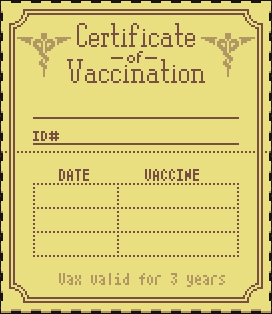 Certificate
of
Vaccination
ID#
DATE VACCINE
Vax valid for 3 years